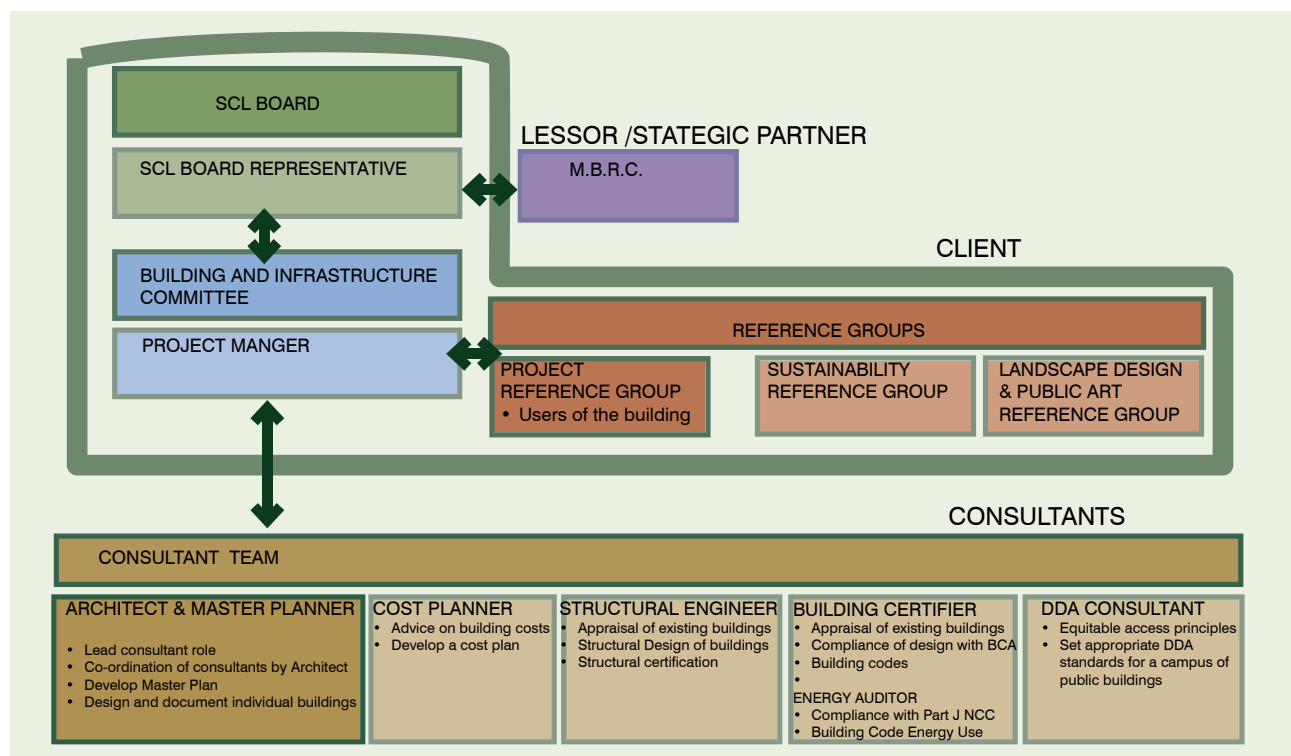 SCL BOARD
SCL BOARD REPRESENTATIVE
LESSOR /STATEGIC PARTNER
M.B.R.C.
BUILDING AND INFRASTRUCTURE
COMMITTEE
PROJECT MANGER
CLIENT
REFERENCE GROUPS
PROJECT
REFERENCE GROUP
• Users of the building
SUSTAINABILITY
REFERENCE GROUP
LANDSCAPE DESIGN
& PUBLIC ART
REFERENCE GROUP
CONSULTANTS
CONSULTANT TEAM
ARCHITECT & MASTER PLANNER
• Lead consultant role
• Co-ordination of consultants by Architect
• Develop Master Plan
• Design and document individual buildings
COST PLANNER
• Advice on building costs
• Develop a cost plan
STRUCTURAL ENGINEER
• Appraisal of existing buildings
• Structural Design of buildings
• Structural certification
BUILDING CERTIFIER
• Appraisal of existing buildings
• Compliance of design with BCA
• Building codes
•
ENERGY AUDITOR
• Compliance with Part J NCC
• Building Code Energy Use
DDA CONSULTANT
• Equitable access principles
• Set appropriate DDA
standards for a campus of
public buildings